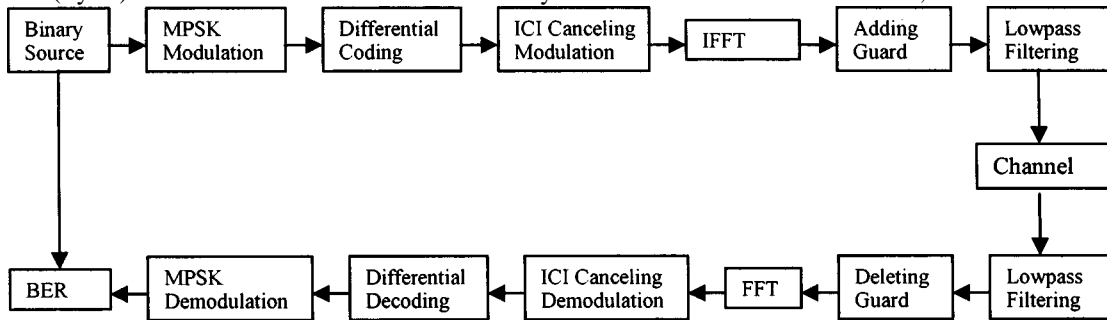 Binary
Source
MPSK
Modulation
Differential
Coding
ICI Canceling
Modulation
IFFT
Adding
Guard
Lowpass
Filtering
Channel
BER
MPSK
Demodulation
Differential
Decoding
ICI Canceling
Demodulation
FFT
Deleting
Guard
Lowpass
Filtering